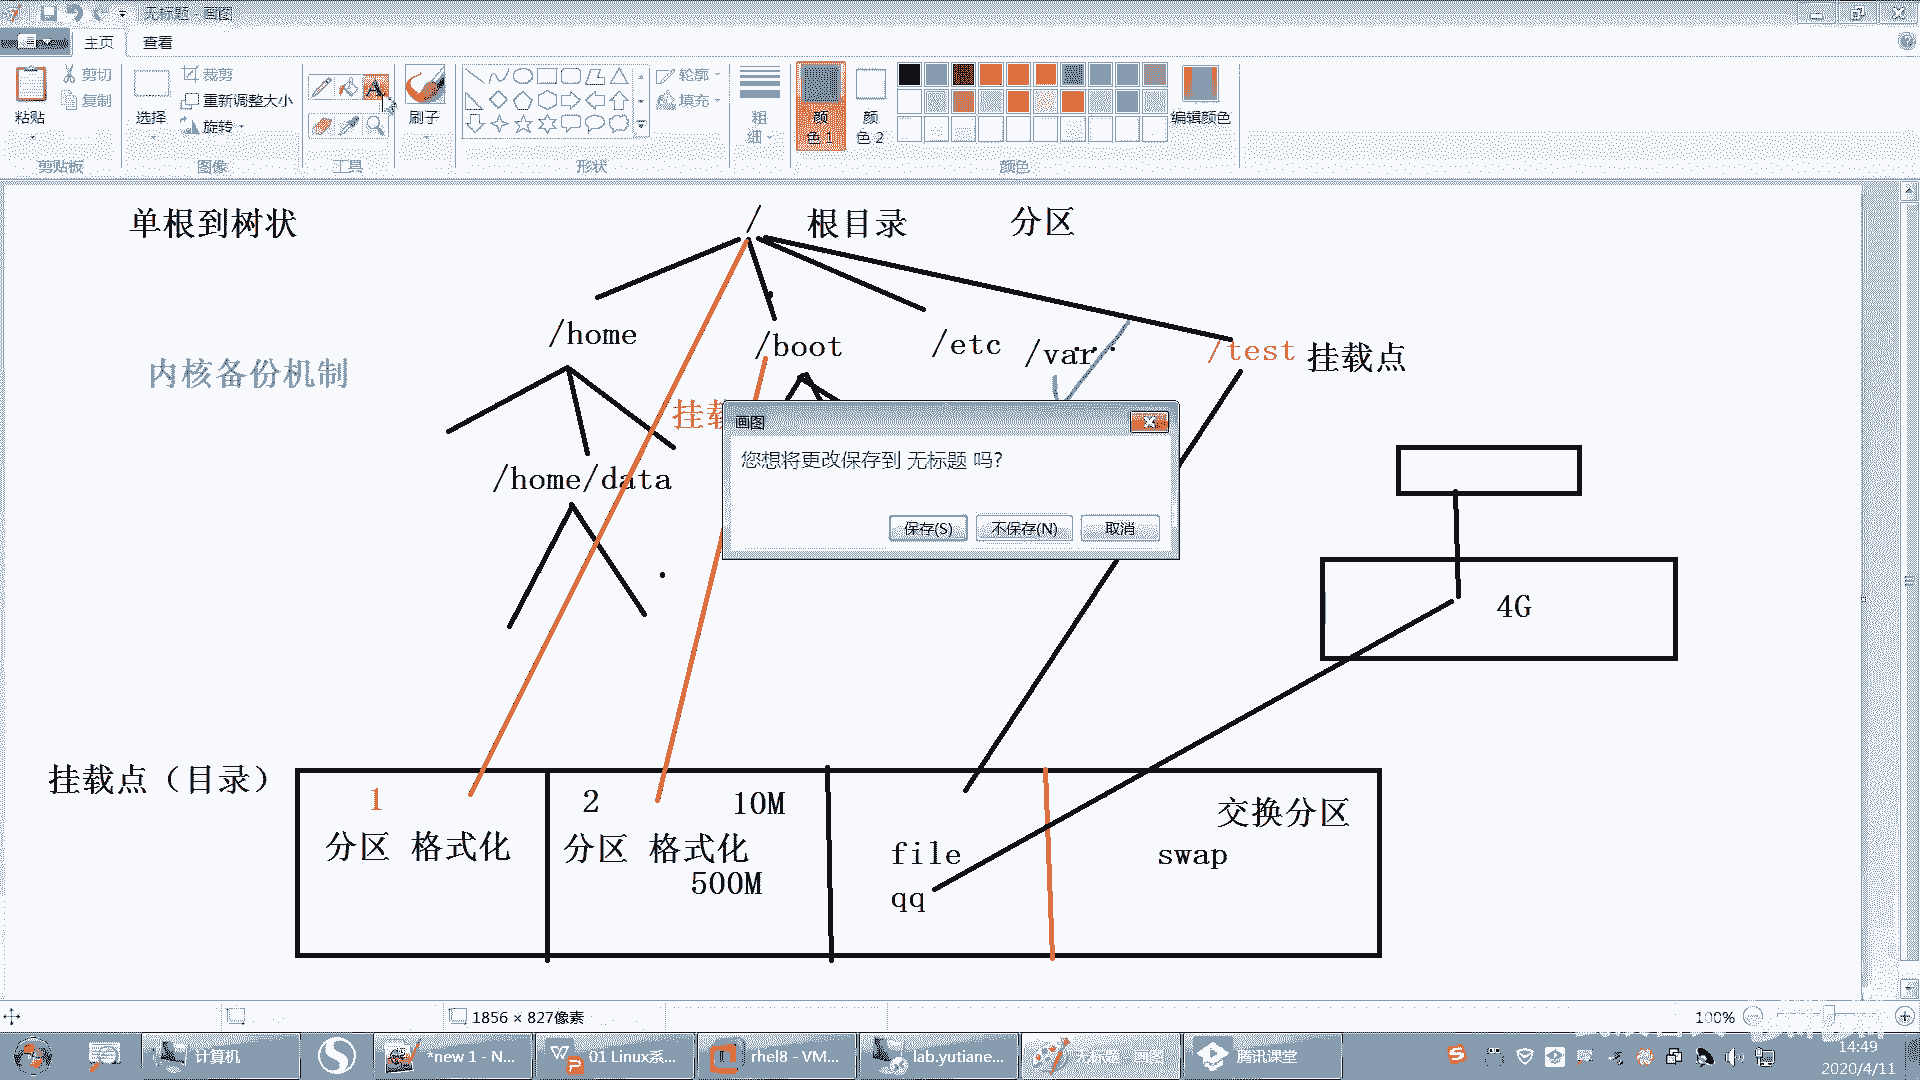 无标题 - 画图
主页 查看
粘贴
剪切
复制
剪贴板
选择
裁剪
重新调整大小
旋转
图像
A
工具
刷子
轮廓
填充
形状
粗细
颜色 1
颜色 2
编辑颜色
颜色
单根到树状
/ 根目录 分区
/home
/boot
/etc
/var
/test 挂载点
内核备份机制
挂载
/home/data
画图
您想将更改保存到 无标题 吗?
保存(S) 不保存(N) 取消
4G
挂载点（目录）
1
分区 格式化
2 10M
分区 格式化
500M
file
qq
交换分区
swap
1856 × 827像素
100%
计算机
*new 1 - N...
01 Linux系...
rhel8 - VM...
lab.yutiane...
无标题 - 画图
腾讯课堂
14:49
2020/4/11